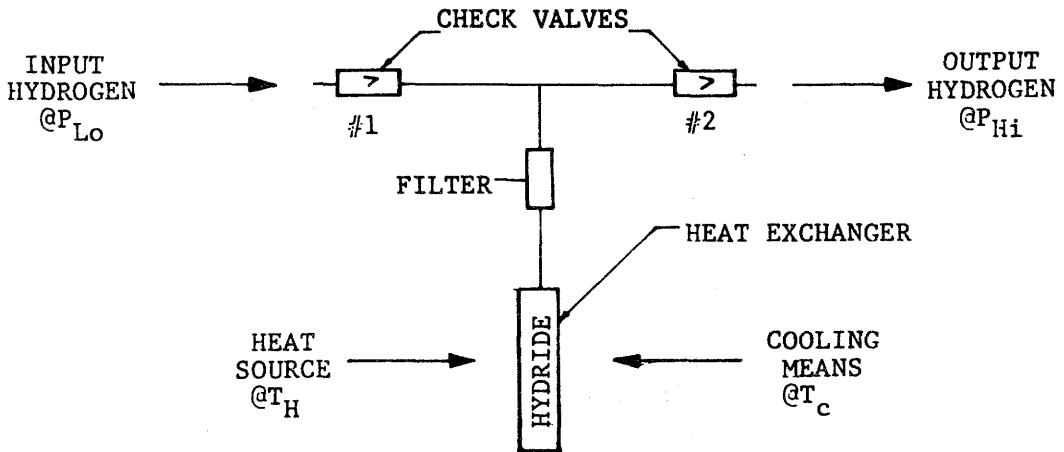 CHECK VALVES
INPUT
HYDROGEN
@P_Lo
>
#1
>
#2
OUTPUT
HYDROGEN
@P_Hi
FILTER
HEAT EXCHANGER
HYDRIDE
HEAT
SOURCE
@T_H
COOLING
MEANS
@T_c